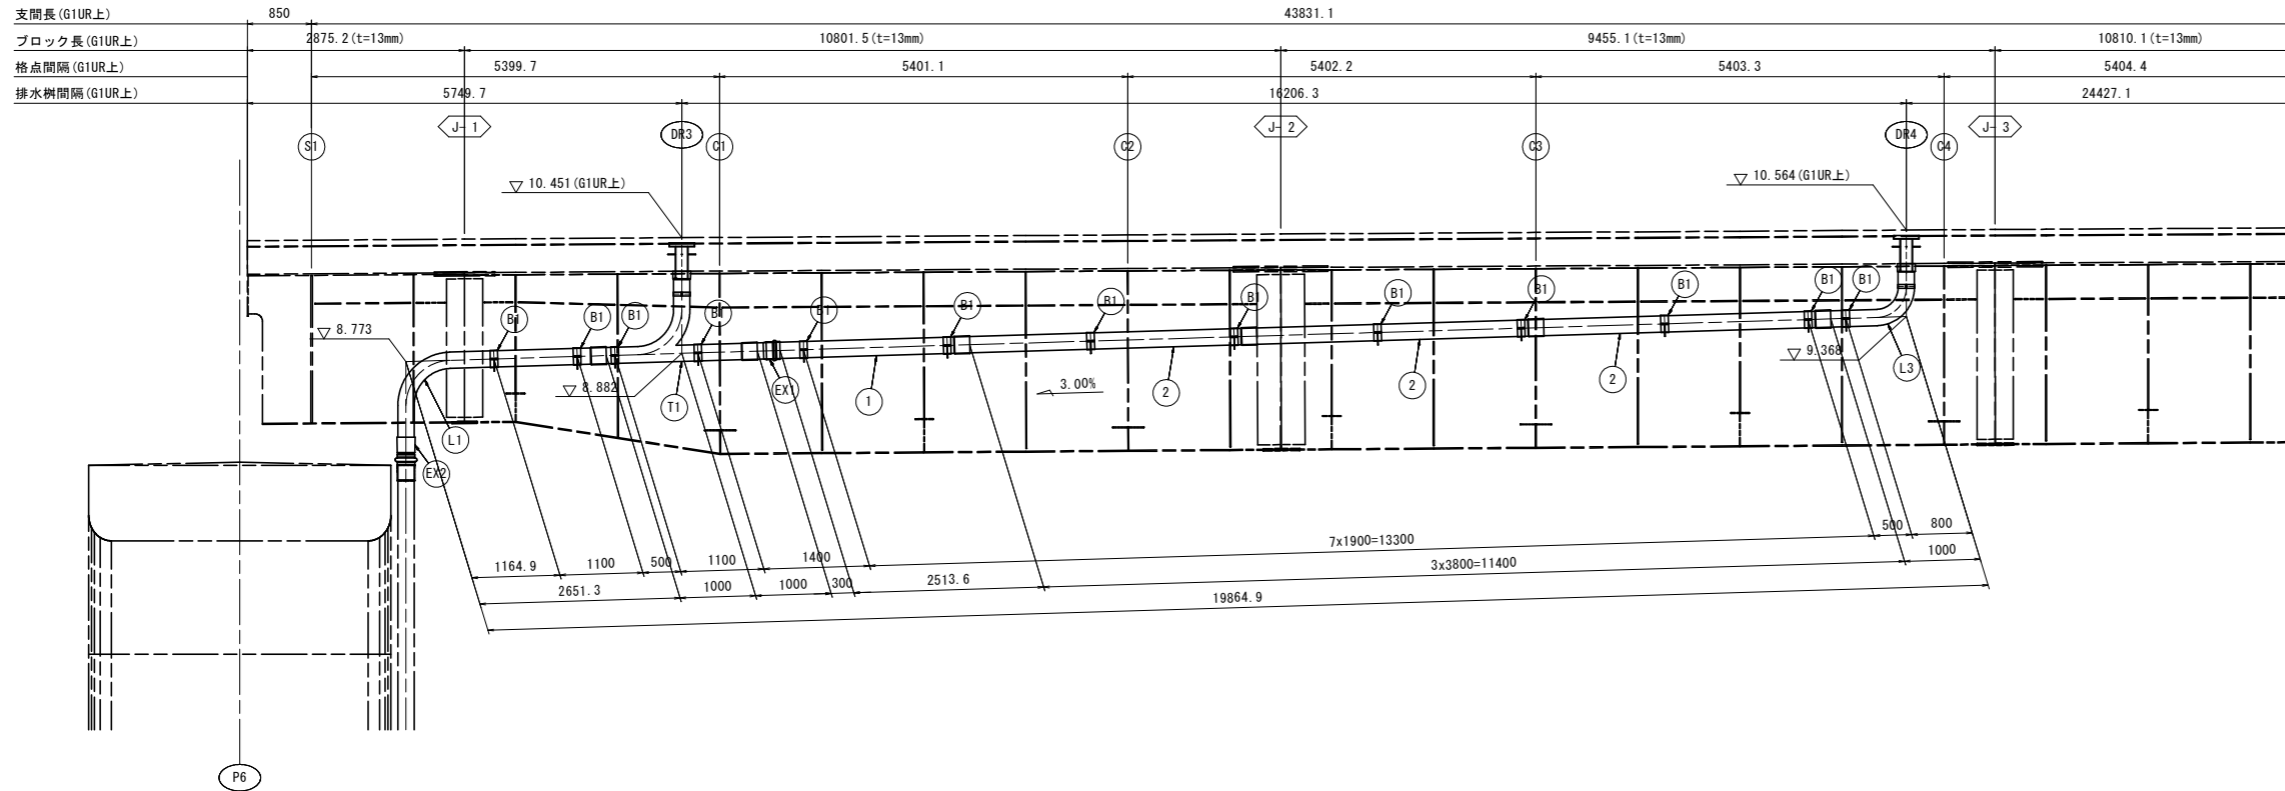 支間長(G1UR上) 850 43831.1
ブロック長(G1UR上) 2875.2(t=13mm) 10801.5(t=13mm) 9455.1(t=13mm) 10810.1(t=13mm)
格点間隔(G1UR上) 5399.7 5401.1 5402.2 5403.3 5404.4
排水桝間隔(G1UR上) 5749.7 16206.3 24427.1
J-1 DR3 J-2 DR4 J-3
S1 C1 C2 C3 C4
▽ 10.451(G1UR上) ▽ 10.564(G1UR上)
B1 B1 B1 B1 B1 B1 B1 B1 B1 B1 B1 B1 B1
▽ 8.773
▽ 9.368
▽ 8.882 EX1 3.00% L3
T1 1 2 2 2
L1
EX2
7x1900=13300 500 800
1164.9 1100 500 1100 1400 3x3800=11400 1000
2651.3 1000 1000 300 2513.6
19864.9
P6